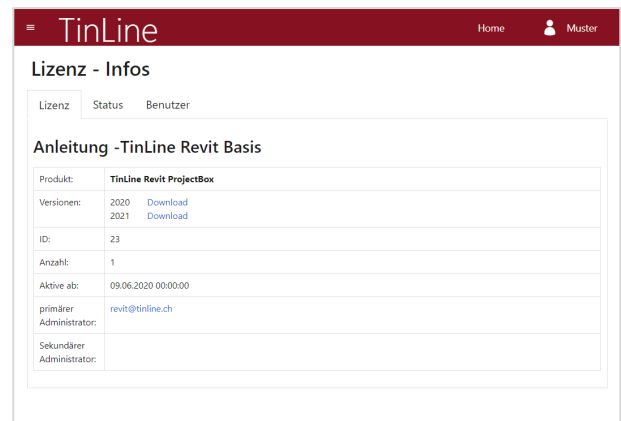 TinLine
Home
Muster
Lizenz - Infos
Lizenz Status Benutzer
Anleitung -TinLine Revit Basis
Produkt: TinLine Revit ProjectBox
Versionen: 2020 Download
2021 Download
ID: 23
Anzahl: 1
Aktive ab: 09.06.2020 00:00:00
primärer revit@tinline.ch
Administrator:
Sekundärer
Administrator: